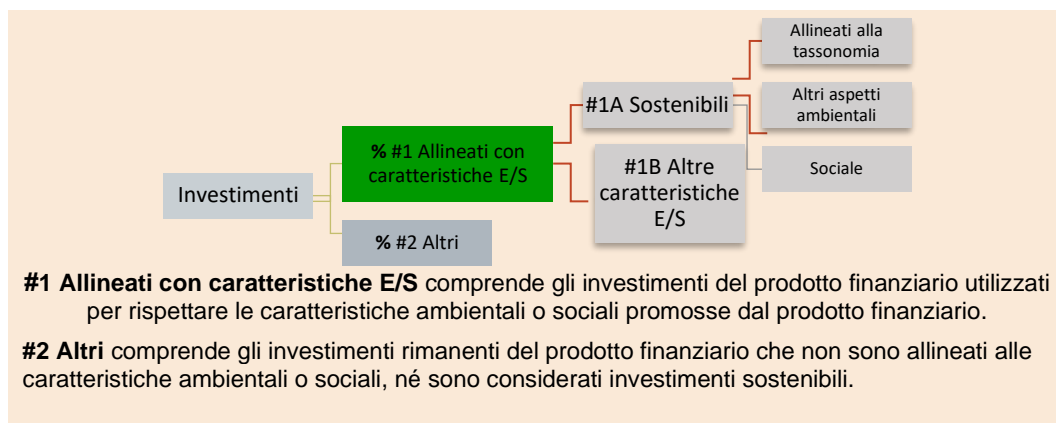 Allineati alla
tassonomia
#1A Sostenibili
Altri aspetti
ambientali
% #1 Allineati con
caratteristiche E/S
#1B Altre
caratteristiche
E/S
Sociale
Investimenti
% #2 Altri
#1 Allineati con caratteristiche E/S comprende gli investimenti del prodotto finanziario utilizzati
per rispettare le caratteristiche ambientali o sociali promosse dal prodotto finanziario.
#2 Altri comprende gli investimenti rimanenti del prodotto finanziario che non sono allineati alle
caratteristiche ambientali o sociali, né sono considerati investimenti sostenibili.